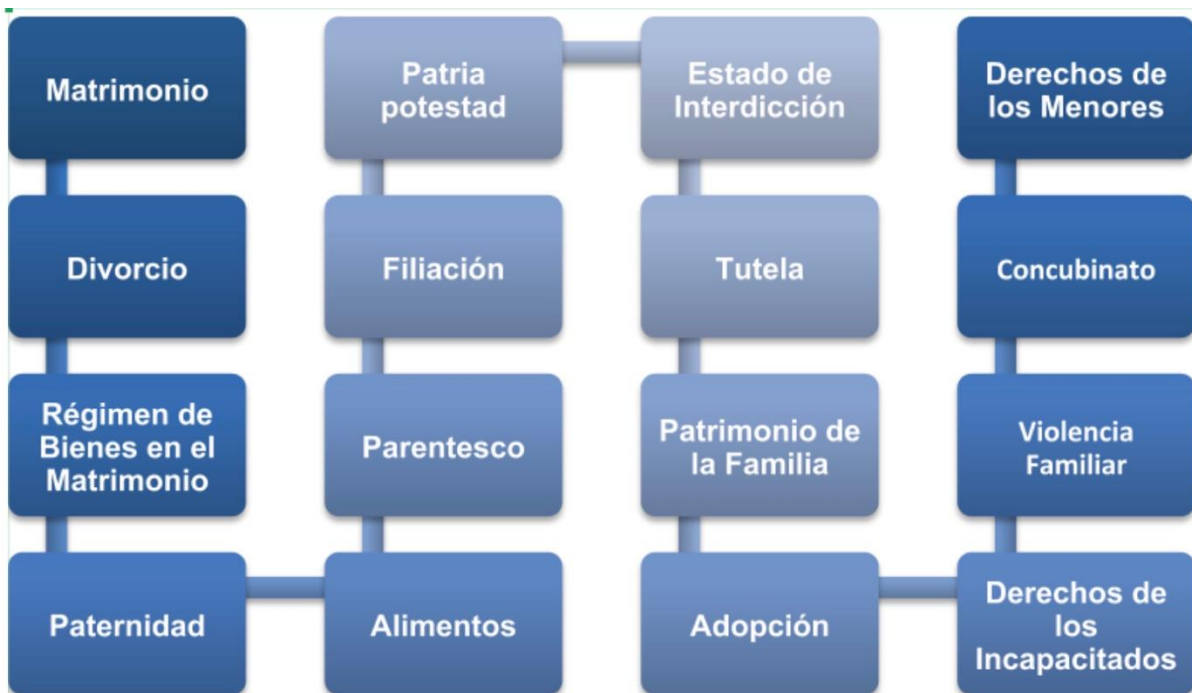 Matrimonio
Divorcio
Régimen de
Bienes en el
Matrimonio
Paternidad
Alimentos
Parentesco
Filiación
Patria
potestad
Estado de
Interdicción
Tutela
Patrimonio de
la Familia
Adopción
Derechos de
los
Incapacitados
Violencia
Familiar
Concubinato
Derechos de
los Menores